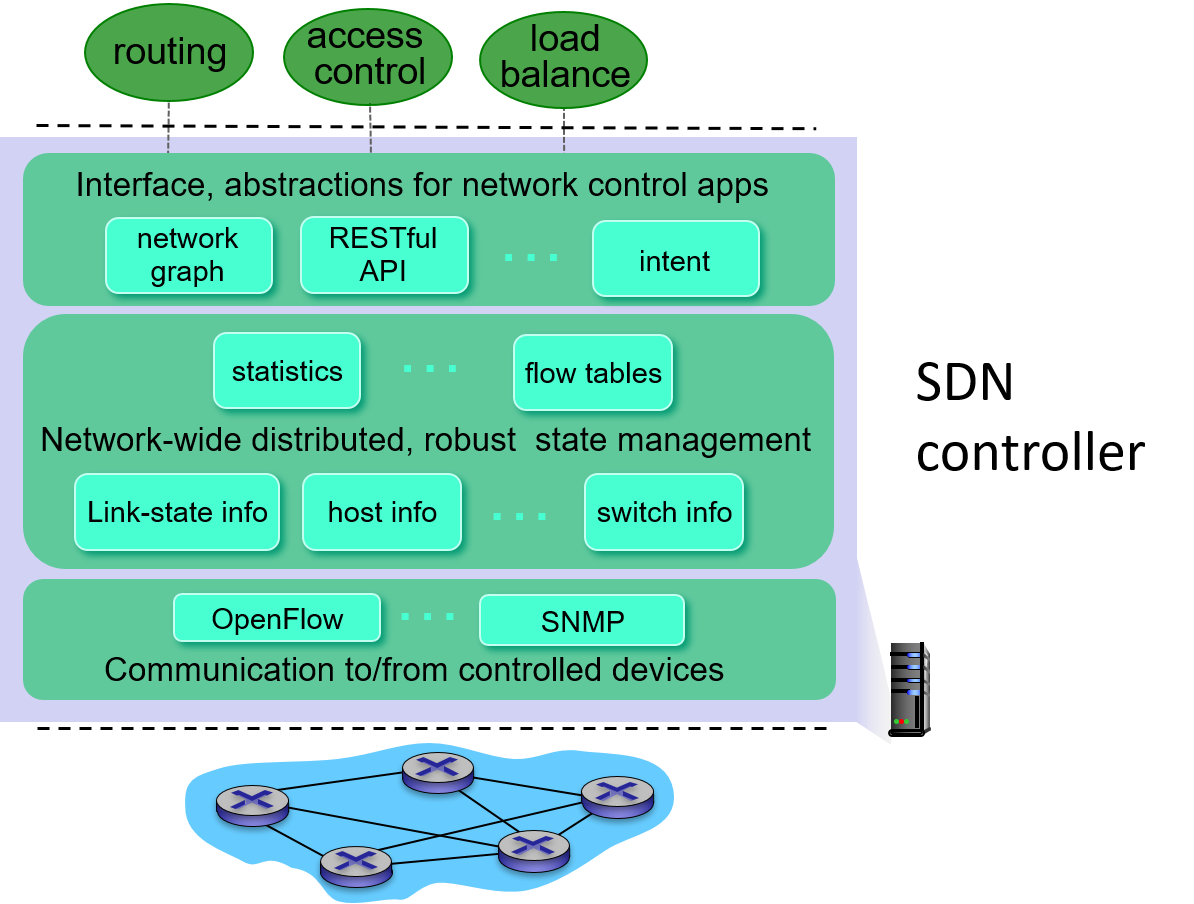 routing
access
control
load
balance
Interface, abstractions for network control apps
network
graph
RESTful
API
. . .
intent
statistics
. . .
flow tables
Network-wide distributed, robust  state management
Link-state info
host info
. . .
switch info
OpenFlow
. . .
SNMP
Communication to/from controlled devices
SDN
controller